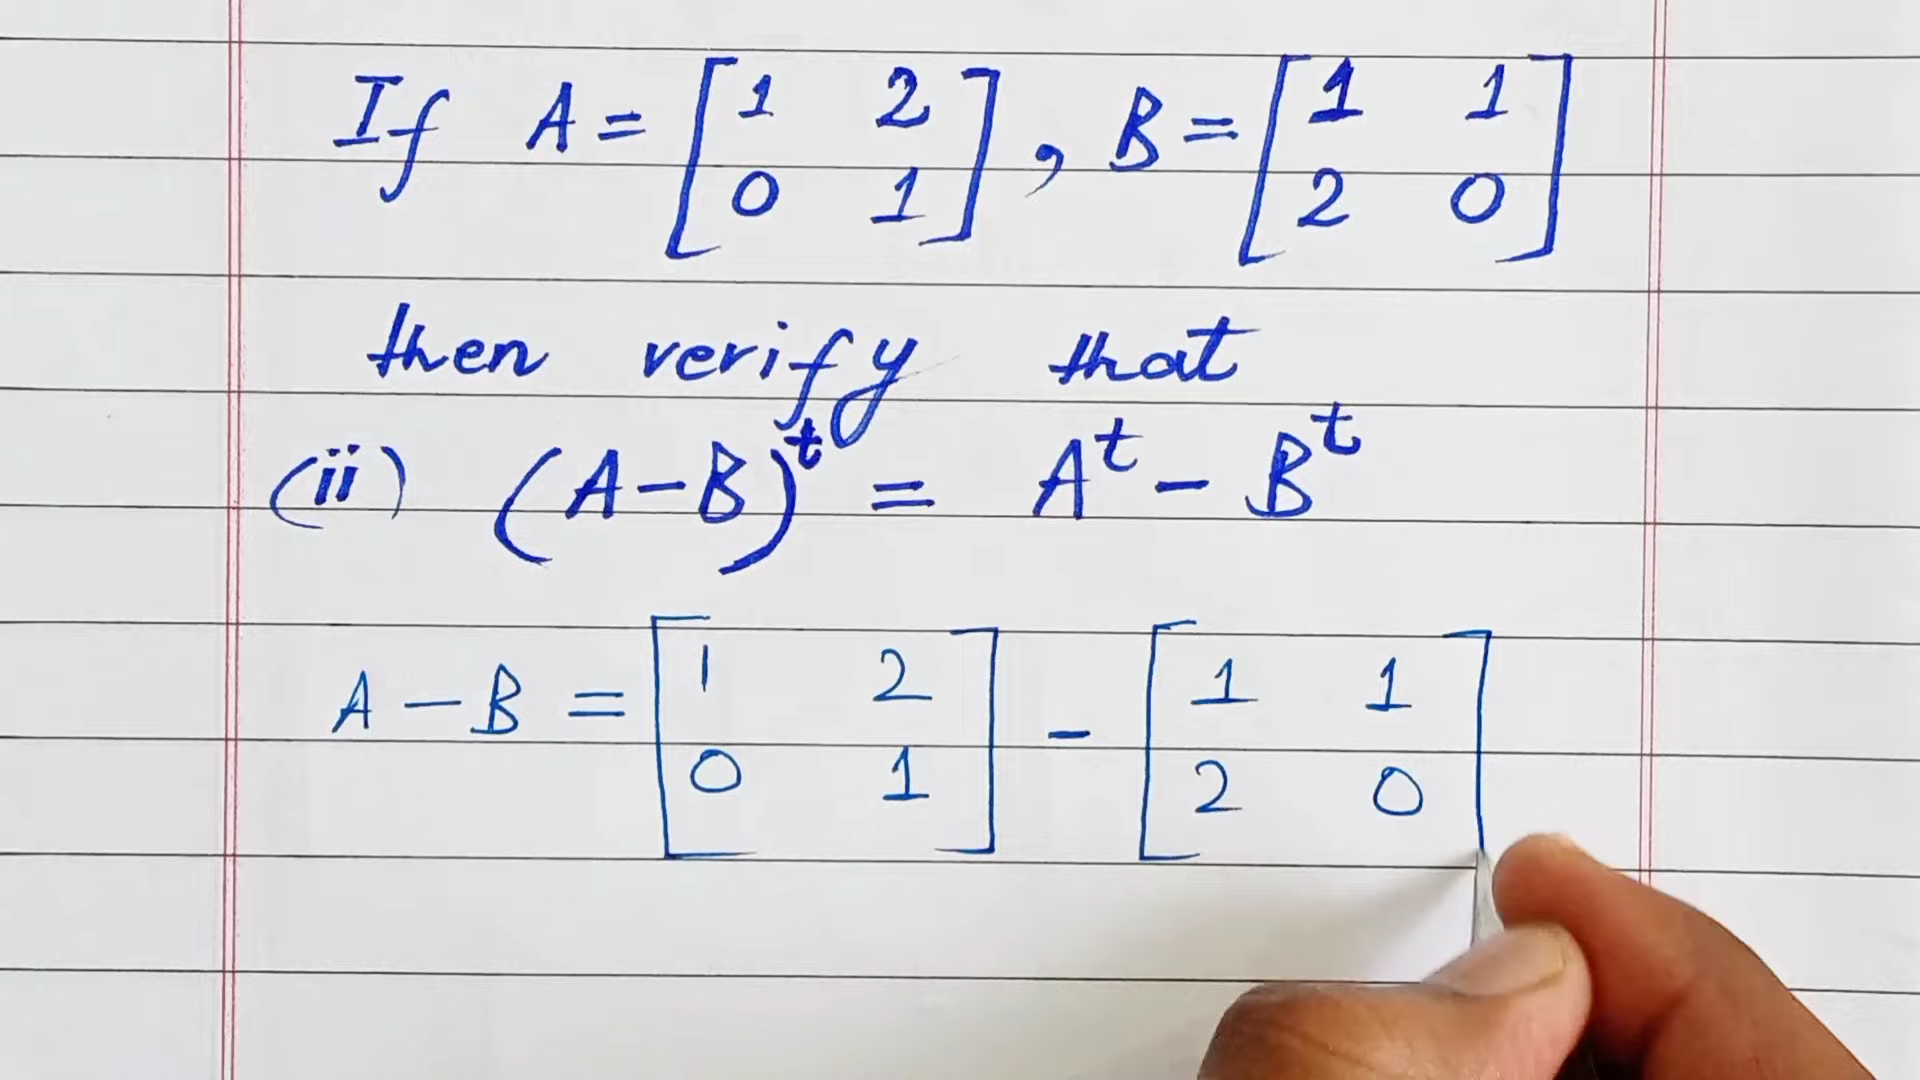 If A = [1 2 0 1], B = [1 1 2 0]
then verify that
(ii) (A-B)^t = A^t - B^t
A - B = [1 2 0 1] - [1 1 2 0]